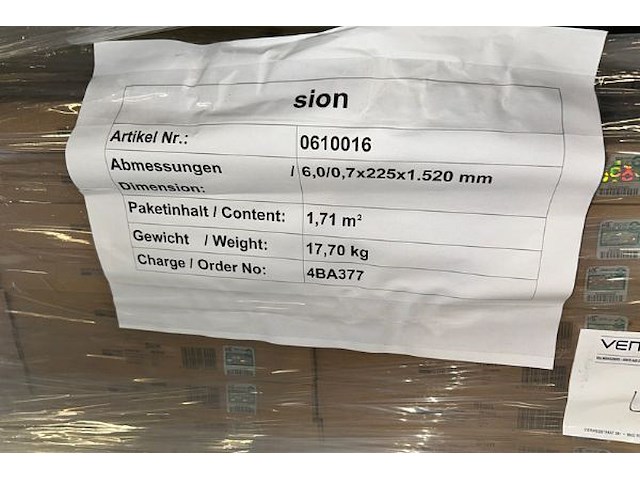 sion
Artikel Nr.: 0610016
Abmessungen / 6,0/0,7x225x1.520 mm
Dimension:
Paketinhalt / Content: 1,71 m²
Gewicht / Weight: 17,70 kg
Charge / Order No: 4BA377
VEN